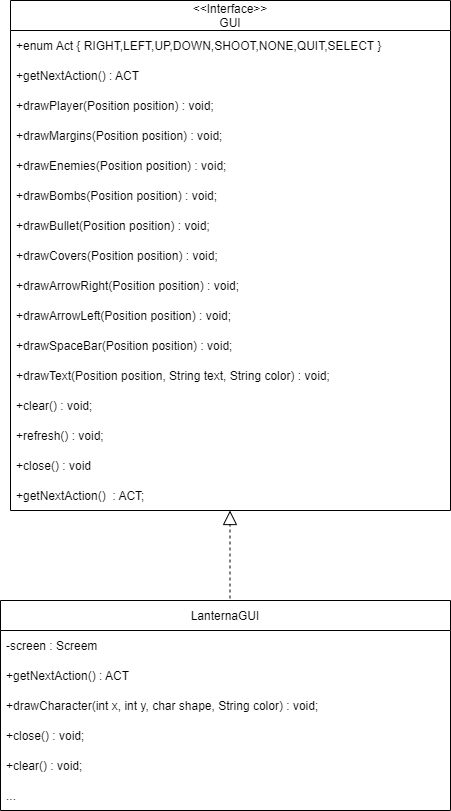 <<Interface>>
GUI
+enum Act { RIGHT,LEFT,UP,DOWN,SHOOT,NONE,QUIT,SELECT }
+getNextAction() : ACT
+drawPlayer(Position position) : void;
+drawMargins(Position position) : void;
+drawEnemies(Position position) : void;
+drawBombs(Position position) : void;
+drawBullet(Position position) : void;
+drawCovers(Position position) : void;
+drawArrowRight(Position position) : void;
+drawArrowLeft(Position position) : void;
+drawSpaceBar(Position position) : void;
+drawText(Position position, String text, String color) : void;
+clear() : void;
+refresh() : void;
+close() : void
+getNextAction()  : ACT;
LanternaGUI
-screen : Screem
+getNextAction() : ACT
+drawCharacter(int x, int y, char shape, String color) : void;
+close() : void;
+clear() : void;
...